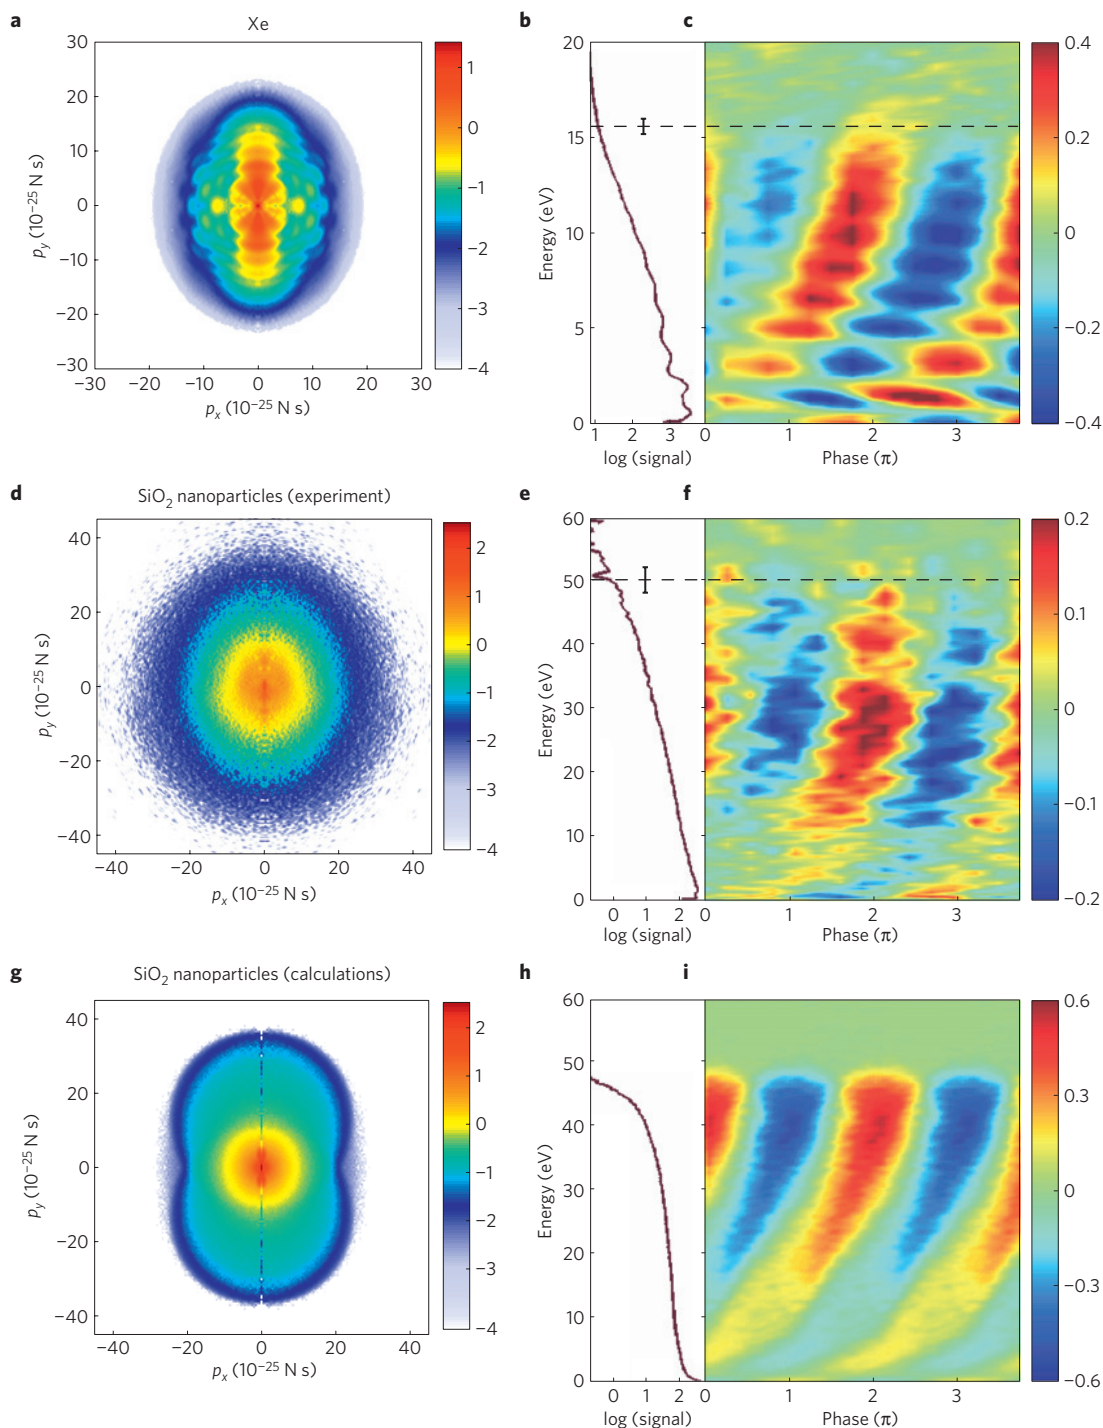 a
Xe
30
20
10
0
−10
−20
−30
p_y (10⁻²⁵ N s)
−30 −20 −10 0 10 20 30
p_x (10⁻²⁵ N s)
1
0
−1
−2
−3
−4
b
20
15
10
5
0
Energy (eV)
1 2 3
log (signal)
c
0 1 2 3
Phase (π)
0.4
0.2
0
−0.2
−0.4
d
SiO₂ nanoparticles (experiment)
40
20
0
−20
−40
p_y (10⁻²⁵ N s)
−40 −20 0 20 40
p_x (10⁻²⁵ N s)
2
1
0
−1
−2
−3
−4
e
60
50
40
30
20
10
0
Energy (eV)
0 1 2
log (signal)
f
0 1 2 3
Phase (π)
0.2
0.1
0
−0.1
−0.2
g
SiO₂ nanoparticles (calculations)
40
20
0
−20
−40
p_y (10⁻²⁵ N s)
−40 −20 0 20 40
p_x (10⁻²⁵ N s)
2
1
0
−1
−2
−3
−4
h
60
50
40
30
20
10
0
Energy (eV)
0 1 2
log (signal)
i
0 1 2 3
Phase (π)
0.6
0.3
0
−0.3
−0.6